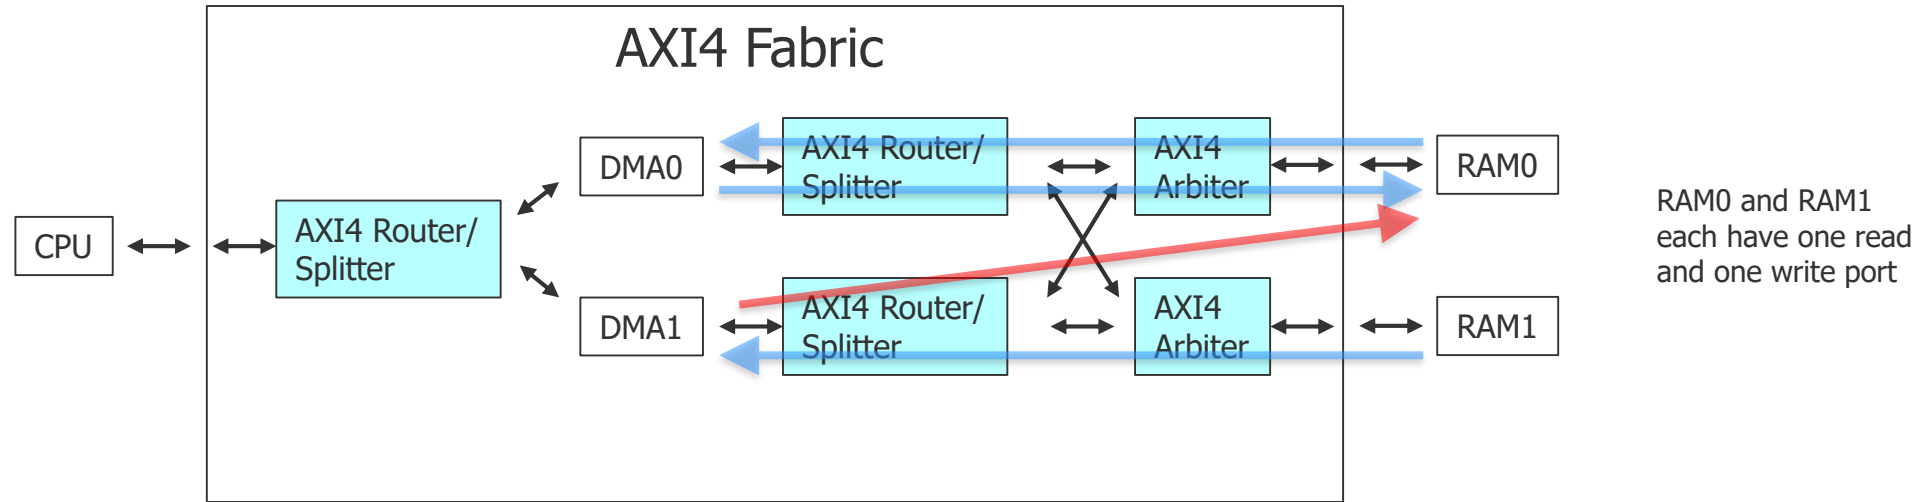 AXI4 Fabric
CPU
AXI4 Router/
Splitter
DMA0
AXI4 Router/
Splitter
AXI4
Arbiter
RAM0
DMA1
AXI4 Router/
Splitter
AXI4
Arbiter
RAM1
RAM0 and RAM1
each have one read
and one write port